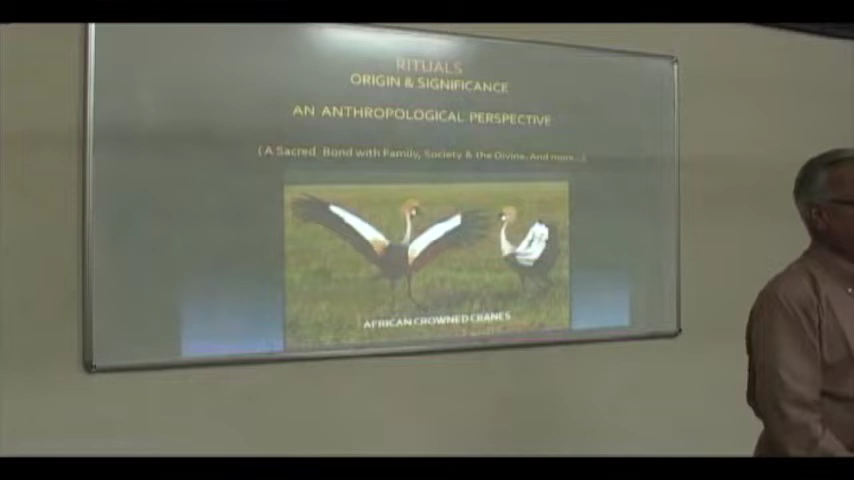 RITUALS
ORIGIN & SIGNIFICANCE
AN ANTHROPOLOGICAL PERSPECTIVE
( A Sacred Bond with Family, Society & the Divine. And more...)
AFRICAN CROWNED CRANES